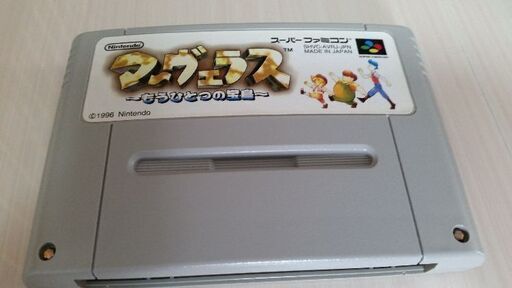 Nintendo
スーパーファミコン
SHVC-AVRJ-JPN
MADE IN JAPAN
マーヴェラス
TM
〜もうひとつの宝島〜
©1996 Nintendo